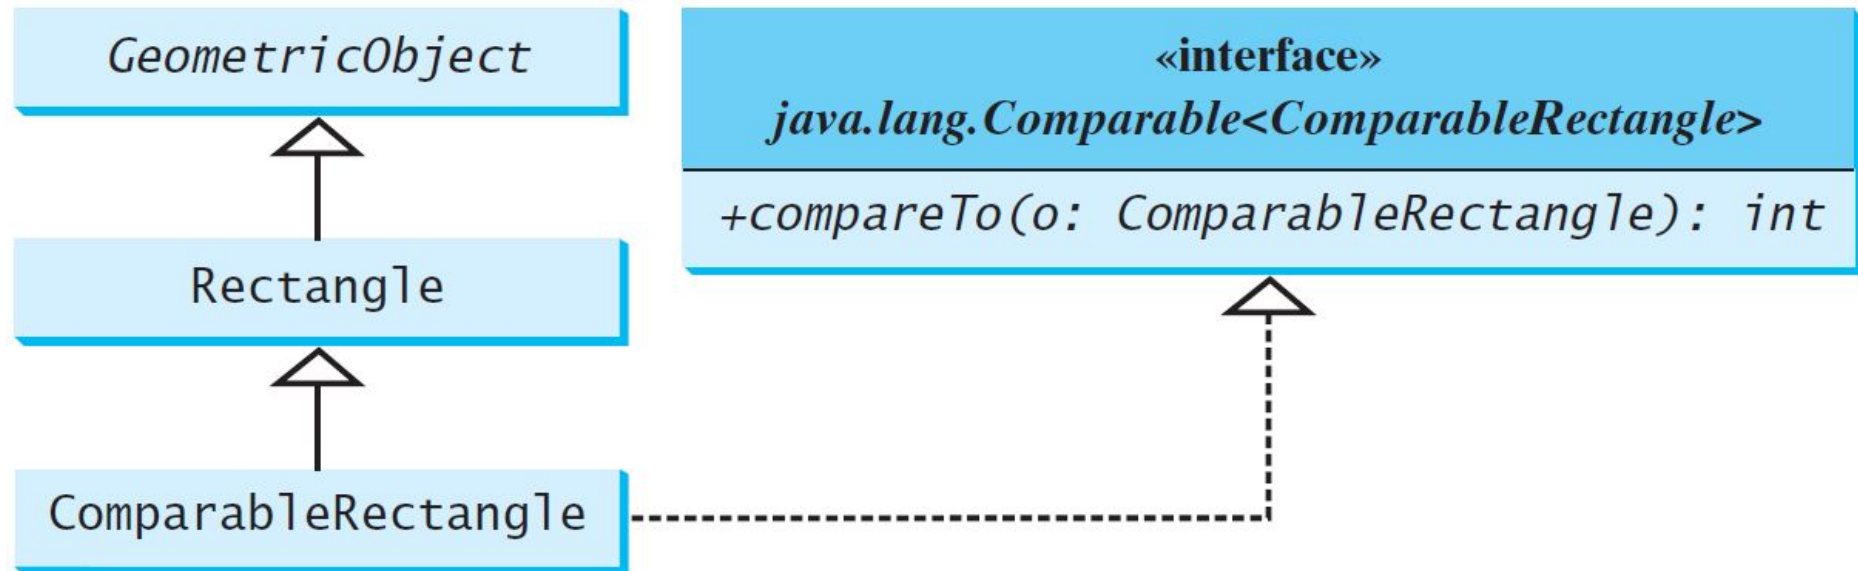 GeometricObject
Rectangle
ComparableRectangle
«interface»
java.lang.Comparable<ComparableRectangle>
+compareTo(o: ComparableRectangle): int